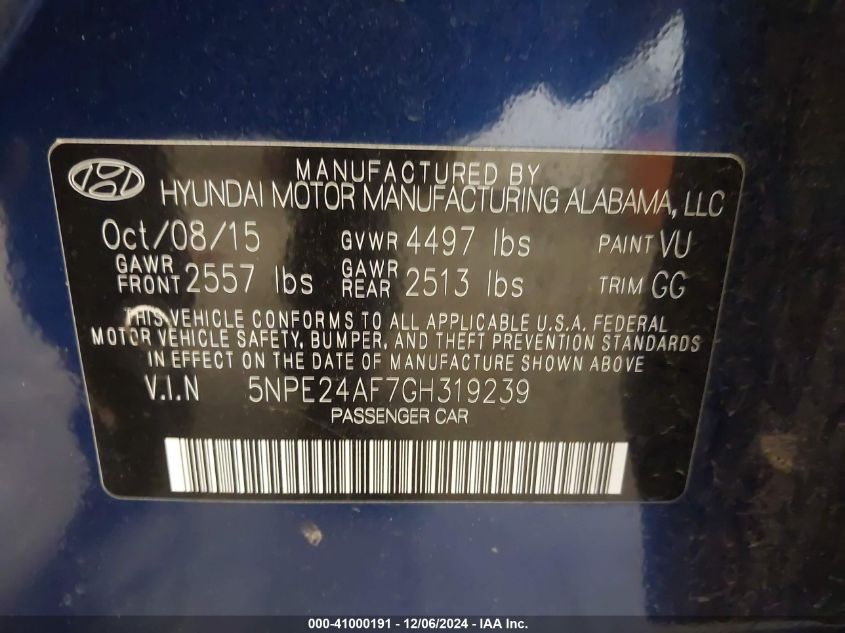 MANUFACTURED BY
HYUNDAI MOTOR MANUFACTURING ALABAMA, LLC
Oct/08/15 GVWR 4497 lbs PAINT VU
GAWR FRONT 2557 lbs GAWR REAR 2513 lbs TRIM GG
THIS VEHICLE CONFORMS TO ALL APPLICABLE U.S.A. FEDERAL
MOTOR VEHICLE SAFETY, BUMPER, AND THEFT PREVENTION STANDARDS
IN EFFECT ON THE DATE OF MANUFACTURE SHOWN ABOVE
V.I.N 5NPE24AF7GH319239
PASSENGER CAR
000-41000191 - 12/06/2024 - IAA Inc.